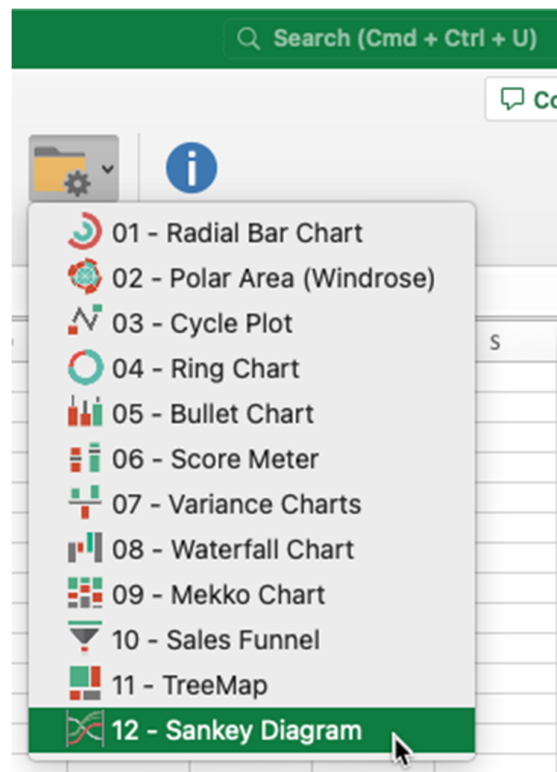 Search (Cmd + Ctrl + U)
Co
01 - Radial Bar Chart
02 - Polar Area (Windrose)
03 - Cycle Plot
S
04 - Ring Chart
05 - Bullet Chart
06 - Score Meter
07 - Variance Charts
08 - Waterfall Chart
09 - Mekko Chart
10 - Sales Funnel
11 - TreeMap
12 - Sankey Diagram